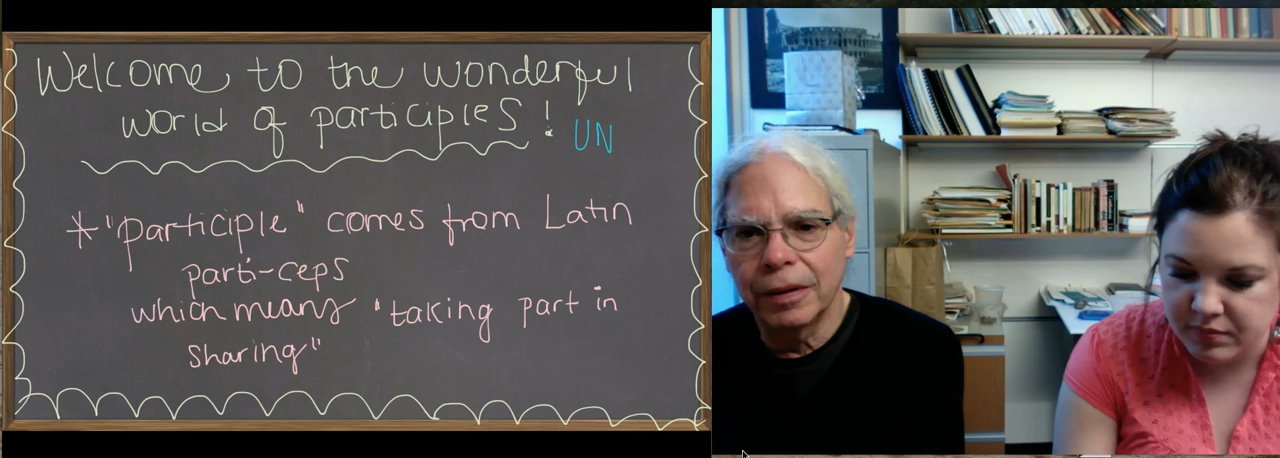 Welcome to the wonderful
world of participles!
UN
*"participle" comes from Latin
parti-ceps
which means "taking part in
sharing"